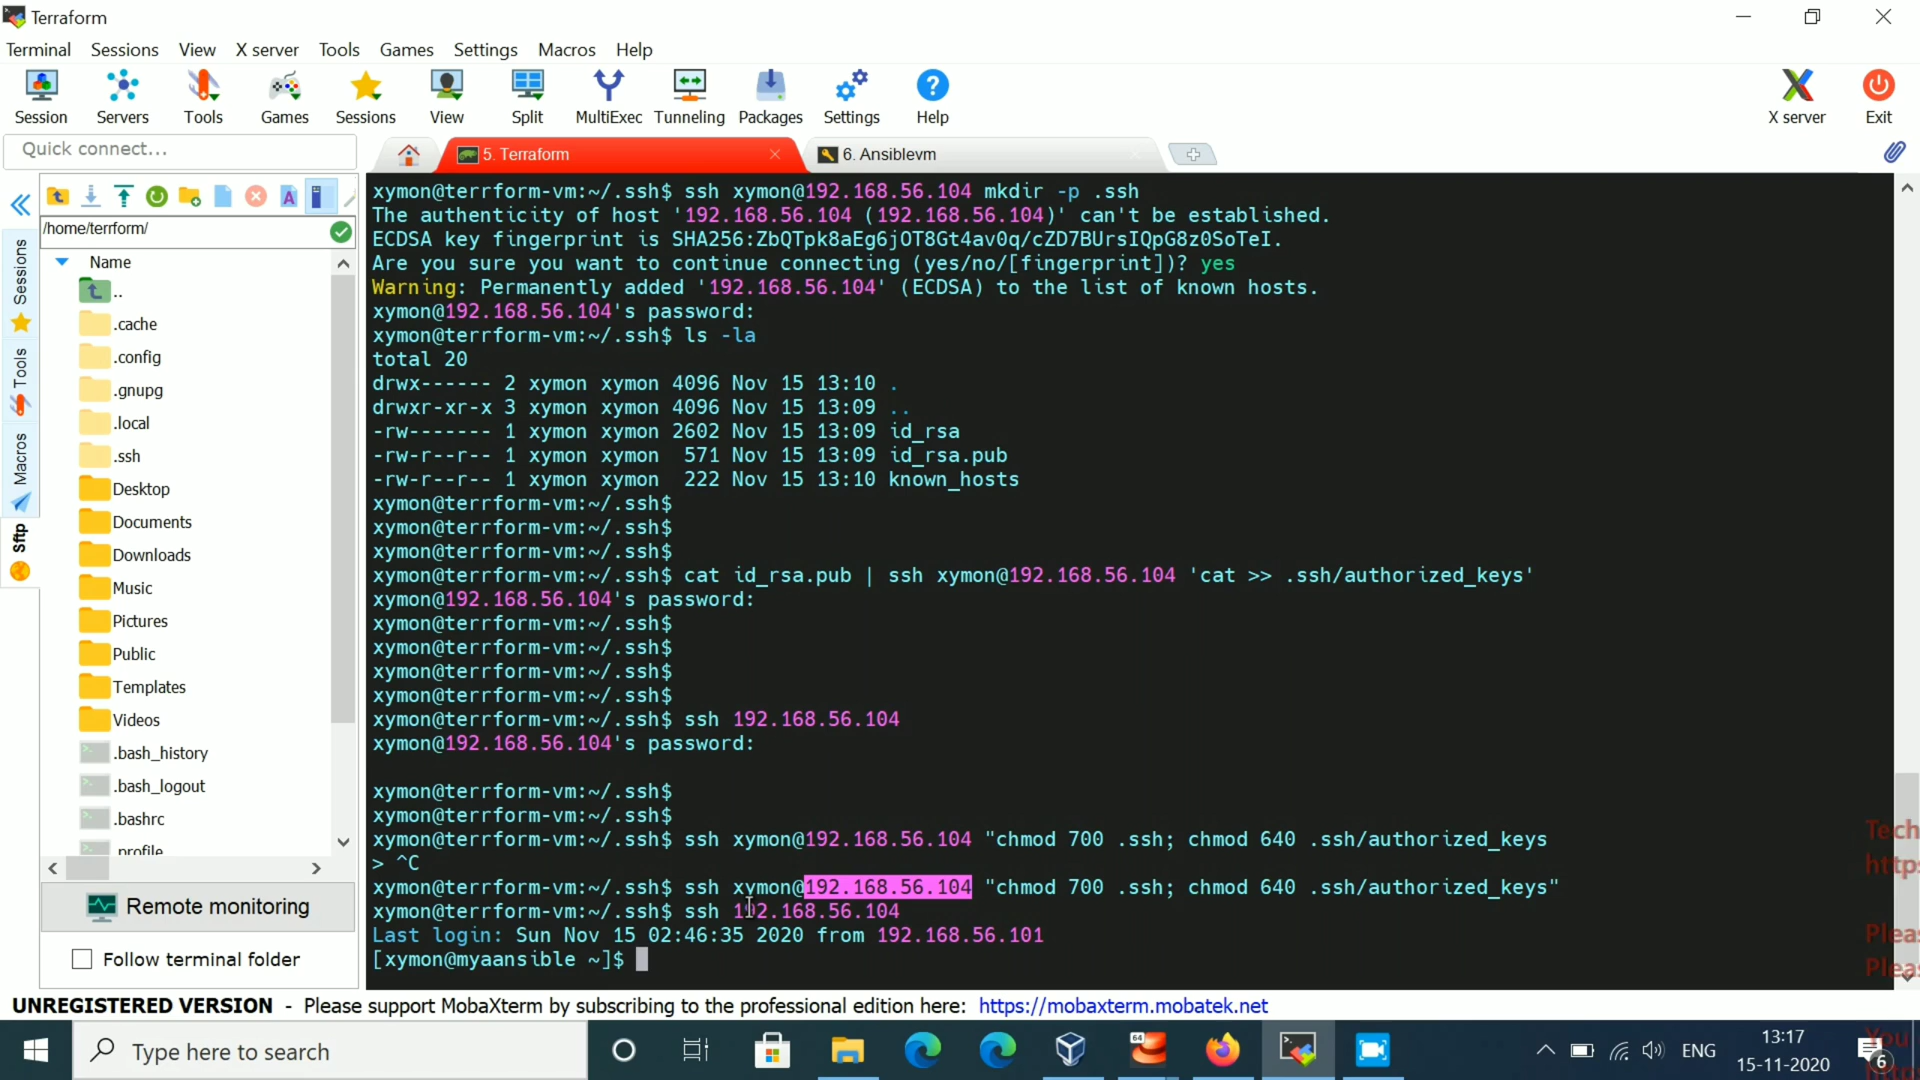 Terraform
Terminal Sessions View X server Tools Games Settings Macros Help
Session Servers Tools Games Sessions View Split MultiExec Tunneling Packages Settings Help X server Exit
Quick connect...
5. Terraform
6. Ansiblevm
/home/terrform/
Name
..
.cache
.config
.gnupg
.local
.ssh
Desktop
Documents
Downloads
Music
Pictures
Public
Templates
Videos
.bash_history
.bash_logout
.bashrc
.profile
Sessions
Tools
Macros
Sftp
Remote monitoring
Follow terminal folder
xymon@terrform-vm:~/.ssh$ ssh xymon@192.168.56.104 mkdir -p .ssh
The authenticity of host '192.168.56.104 (192.168.56.104)' can't be established.
ECDSA key fingerprint is SHA256:ZbQTpk8aEg6jOT8Gt4av0q/cZD7BUrsIQpG8z0SoTeI.
Are you sure you want to continue connecting (yes/no/[fingerprint])? yes
Warning: Permanently added '192.168.56.104' (ECDSA) to the list of known hosts.
xymon@192.168.56.104's password:
xymon@terrform-vm:~/.ssh$ ls -la
total 20
drwx------ 2 xymon xymon 4096 Nov 15 13:10 .
drwxr-xr-x 3 xymon xymon 4096 Nov 15 13:09 ..
-rw------- 1 xymon xymon 2602 Nov 15 13:09 id_rsa
-rw-r--r-- 1 xymon xymon  571 Nov 15 13:09 id_rsa.pub
-rw-r--r-- 1 xymon xymon  222 Nov 15 13:10 known_hosts
xymon@terrform-vm:~/.ssh$
xymon@terrform-vm:~/.ssh$
xymon@terrform-vm:~/.ssh$
xymon@terrform-vm:~/.ssh$ cat id_rsa.pub | ssh xymon@192.168.56.104 'cat >> .ssh/authorized_keys'
xymon@192.168.56.104's password:
xymon@terrform-vm:~/.ssh$
xymon@terrform-vm:~/.ssh$
xymon@terrform-vm:~/.ssh$
xymon@terrform-vm:~/.ssh$
xymon@terrform-vm:~/.ssh$ ssh 192.168.56.104
xymon@192.168.56.104's password:
xymon@terrform-vm:~/.ssh$
xymon@terrform-vm:~/.ssh$
xymon@terrform-vm:~/.ssh$ ssh xymon@192.168.56.104 "chmod 700 .ssh; chmod 640 .ssh/authorized_keys
> ^C
xymon@terrform-vm:~/.ssh$ ssh xymon@192.168.56.104 "chmod 700 .ssh; chmod 640 .ssh/authorized_keys"
xymon@terrform-vm:~/.ssh$ ssh 192.168.56.104
Last login: Sun Nov 15 02:46:35 2020 from 192.168.56.101
[xymon@myaansible ~]$
Tech
http
Pleas
Pleas
UNREGISTERED VERSION - Please support MobaXterm by subscribing to the professional edition here: https://mobaxterm.mobatek.net
Type here to search
64
ENG
13:17
15-11-2020
6
You